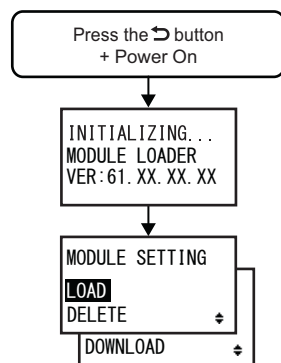 Press the ⮌ button
+ Power On
INITIALIZING...
MODULE LOADER
VER:61. XX. XX. XX
MODULE SETTING
LOAD
DELETE
DOWNLOAD